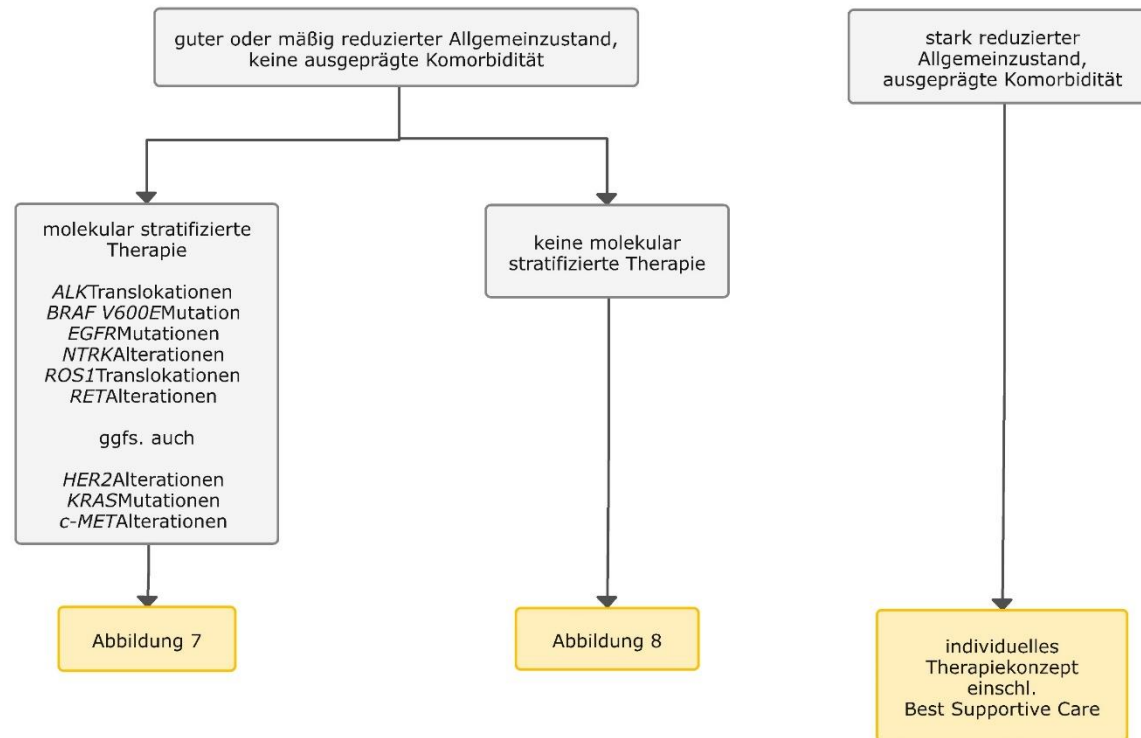 guter oder mäßig reduzierter Allgemeinzustand,
keine ausgeprägte Komorbidität
stark reduzierter
Allgemeinzustand,
ausgeprägte Komorbidität
molekular stratifizierte
Therapie
ALKTranslokationen
BRAF V600EMutation
EGFRMutationen
NTRKAlterationen
ROS1Translokationen
RETAlterationen
ggfs. auch
HER2Alterationen
KRASMutationen
c-METAlterationen
keine molekular
stratifizierte Therapie
Abbildung 7
Abbildung 8
individuelles
Therapiekonzept
einschl.
Best Supportive Care